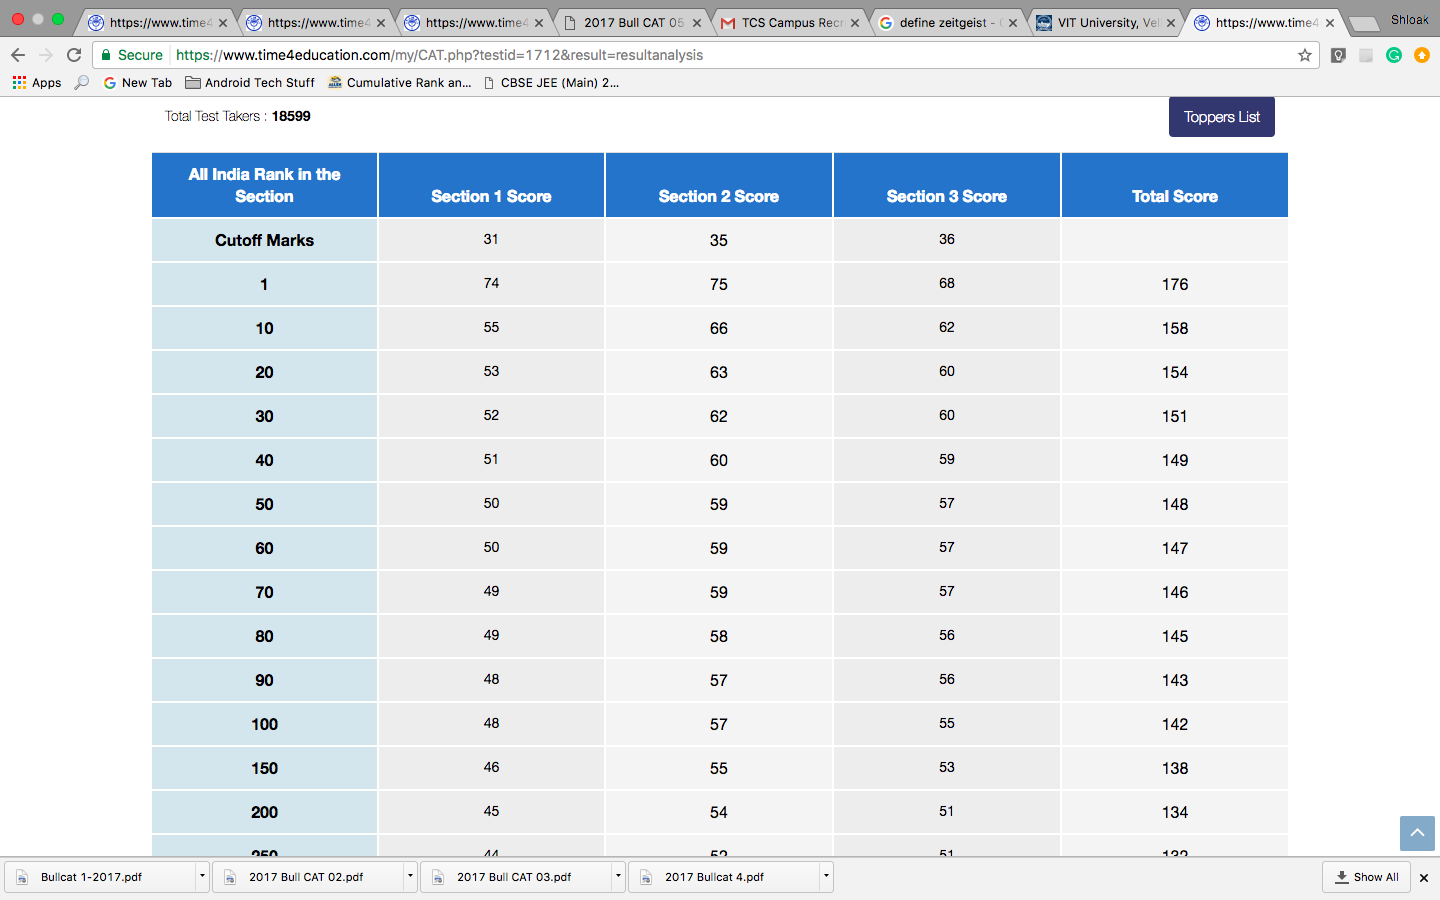 https://www.time4
https://www.time4
https://www.time4
2017 Bull CAT 05
TCS Campus Recr
define zeitgeist -
VIT University, Vel
https://www.time4
Shloak
Secure https://www.time4education.com/my/CAT.php?testid=1712&result=resultanalysis
Apps New Tab Android Tech Stuff Cumulative Rank an... CBSE JEE (Main) 2...
Total Test Takers : 18599
Toppers List
All India Rank in the
Section Section 1 Score Section 2 Score Section 3 Score Total Score
Cutoff Marks 31 35 36
1 74 75 68 176
10 55 66 62 158
20 53 63 60 154
30 52 62 60 151
40 51 60 59 149
50 50 59 57 148
60 50 59 57 147
70 49 59 57 146
80 49 58 56 145
90 48 57 56 143
100 48 57 55 142
150 46 55 53 138
200 45 54 51 134
250 44 52 51 132
Bullcat 1-2017.pdf 2017 Bull CAT 02.pdf 2017 Bull CAT 03.pdf 2017 Bullcat 4.pdf Show All